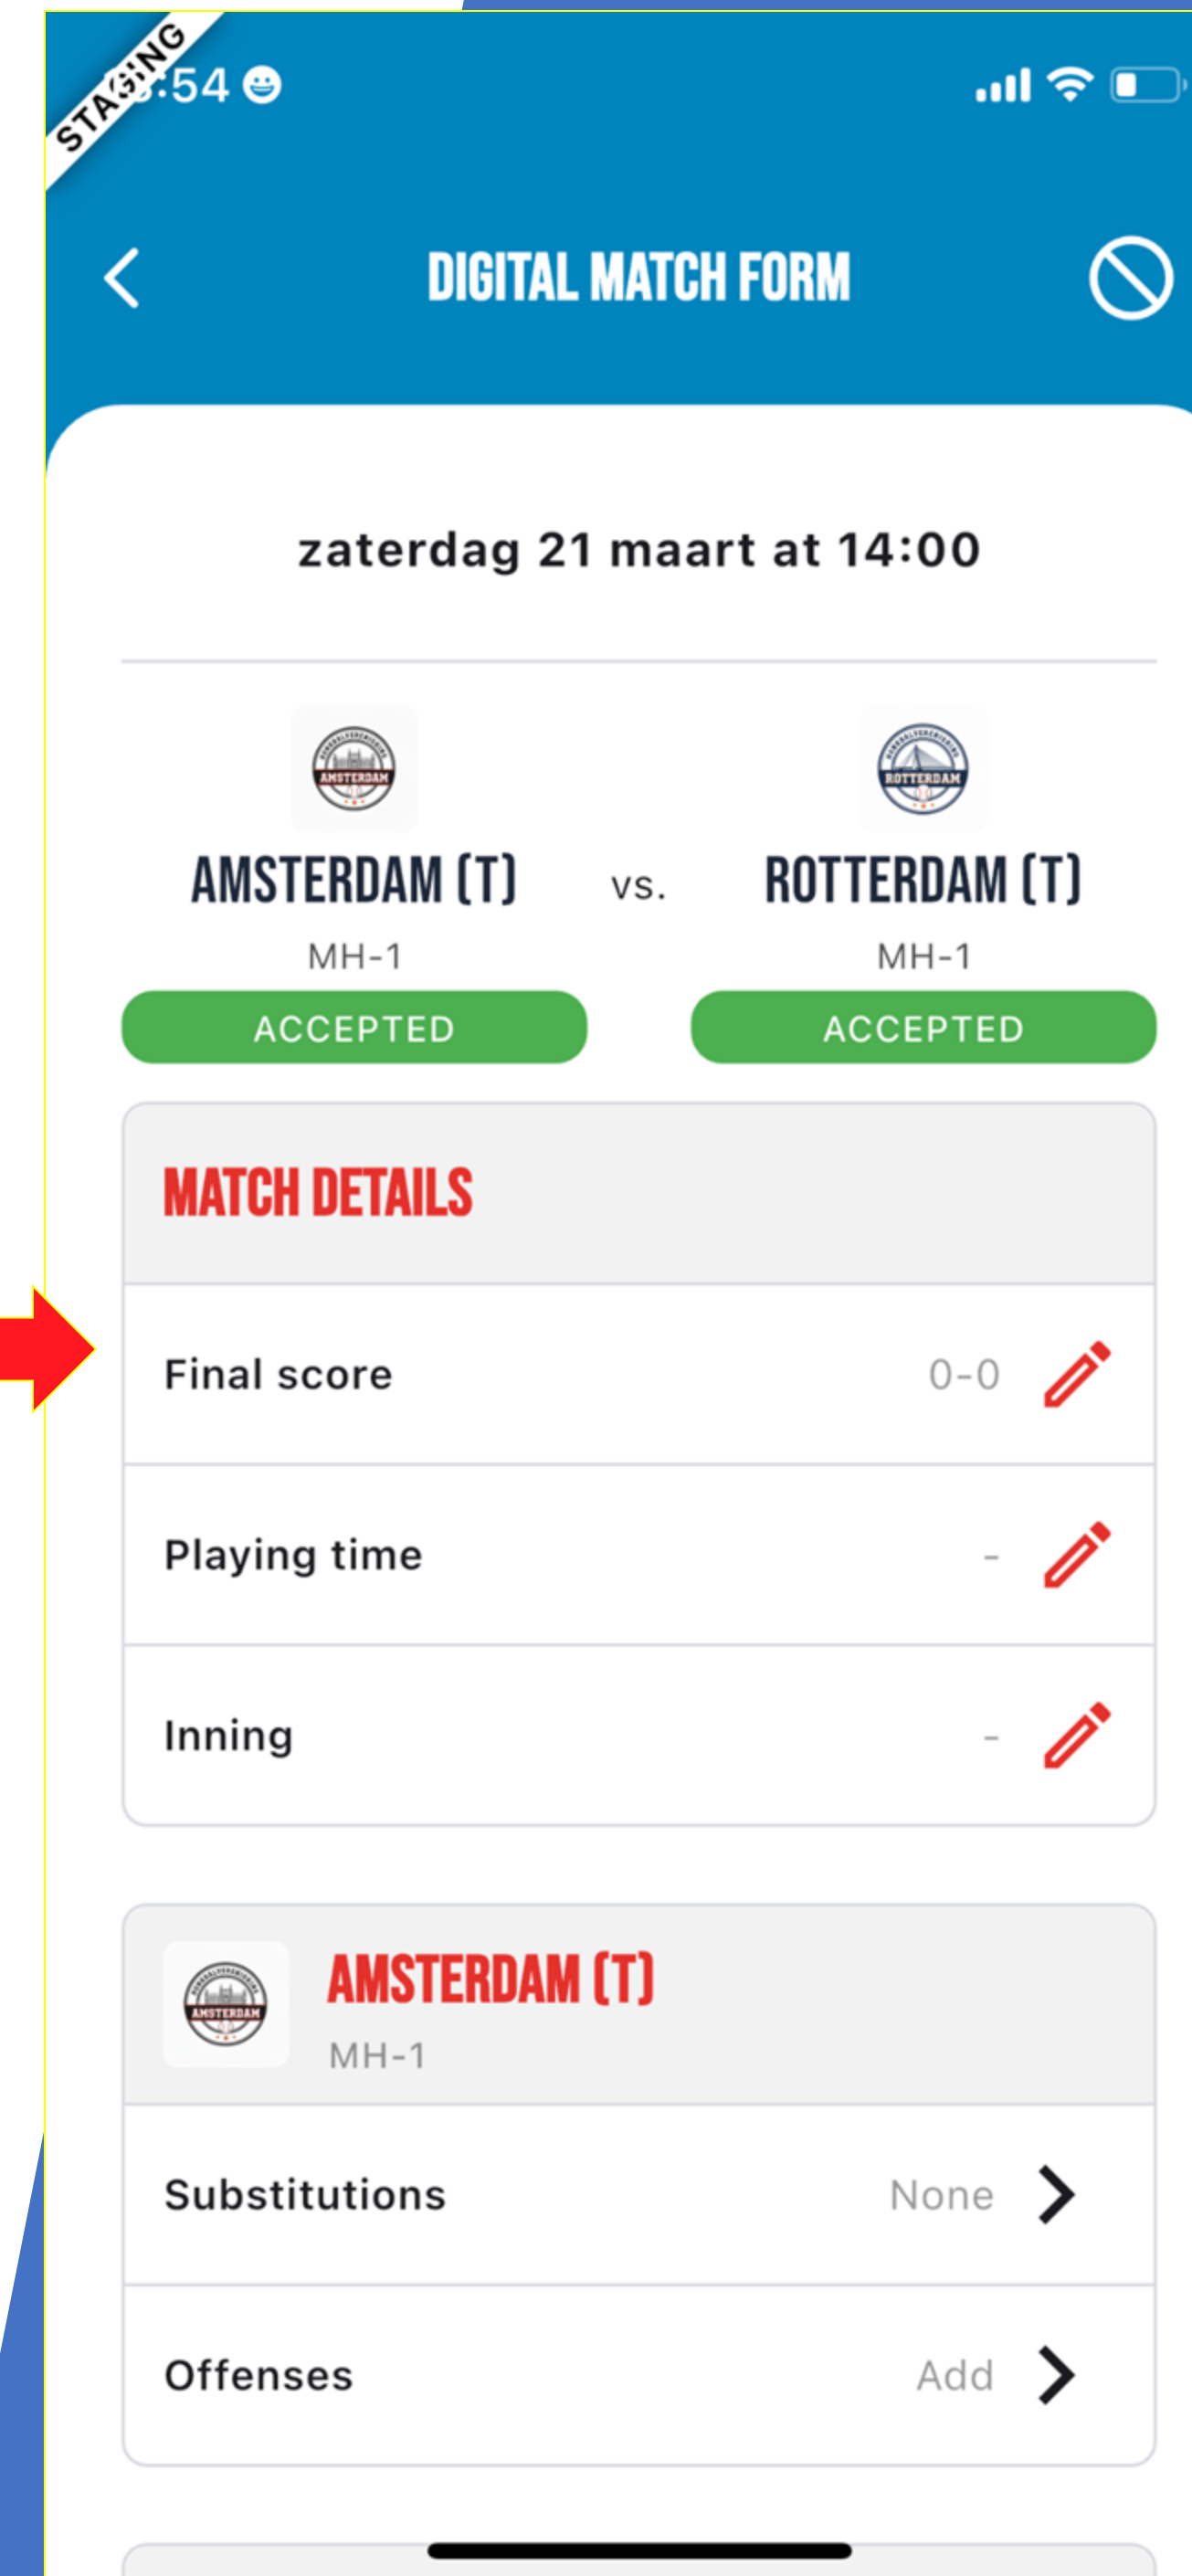 STAGING
:54
DIGITAL MATCH FORM
zaterdag 21 maart at 14:00
AMSTERDAM
ROTTERDAM
AMSTERDAM (T)
vs.
ROTTERDAM (T)
MH-1
MH-1
ACCEPTED
ACCEPTED
MATCH DETAILS
Final score
0-0
Playing time
-
Inning
-
AMSTERDAM
AMSTERDAM (T)
MH-1
Substitutions
None
Offenses
Add